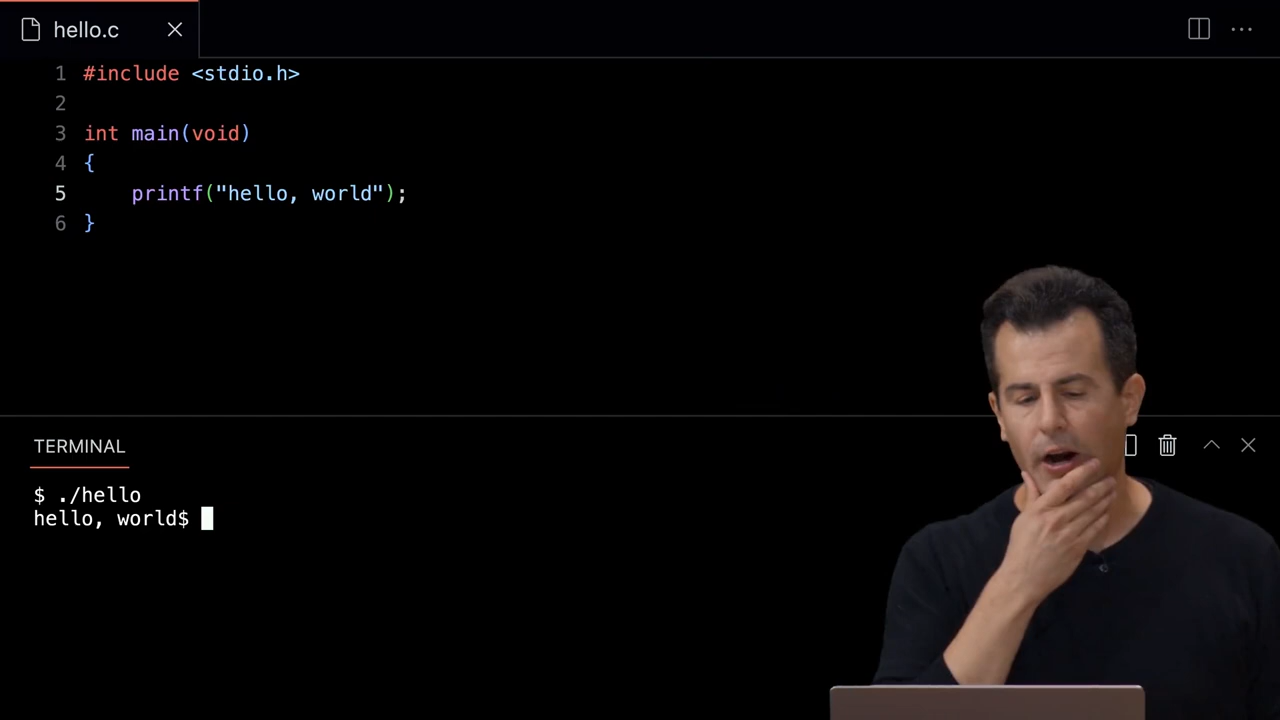 hello.c
1 #include <stdio.h>
2
3 int main(void)
4 {
5     printf("hello, world");
6 }
TERMINAL
$ ./hello
hello, world$